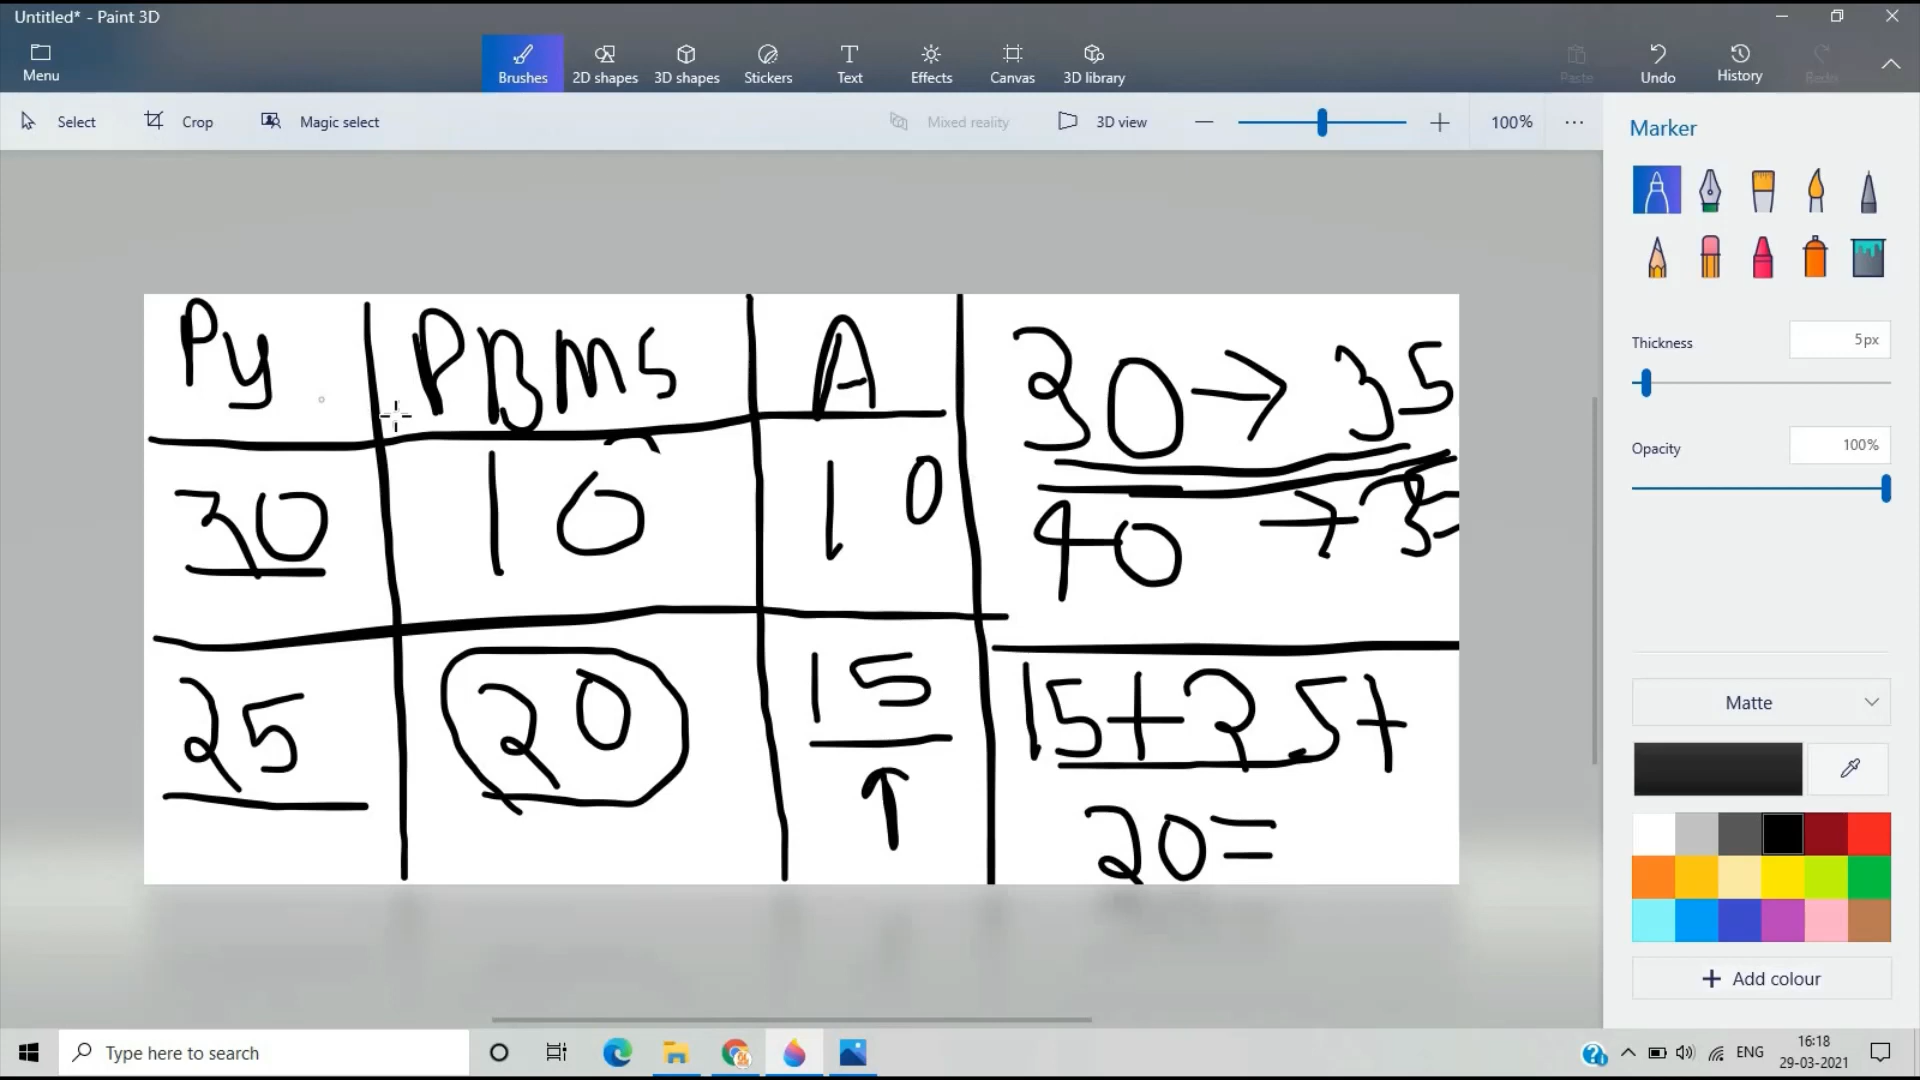 Untitled* - Paint 3D
Menu
Brushes
2D shapes
3D shapes
Stickers
Text
Effects
Canvas
3D library
Paste
Undo
History
Redo
Select
Crop
Magic select
Mixed reality
3D view
100%
Marker
Thickness
5px
Opacity
100%
Matte
Add colour
Py PBMS A 30 → 35
30 10 10 40
25 20 15 15+25+
20=
Type here to search
ENG
16:18
29-03-2021